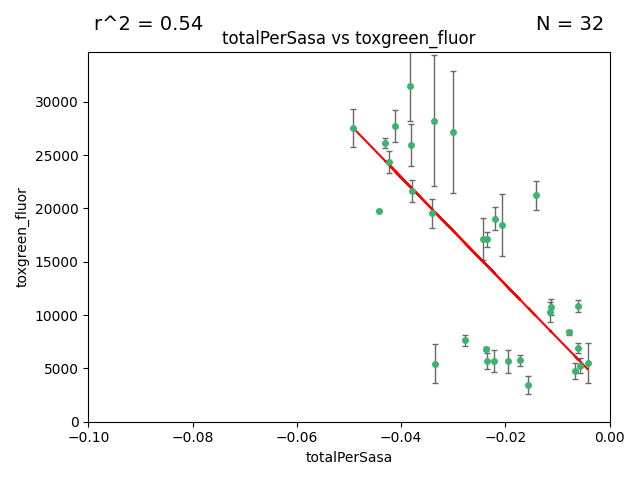 r^2 = 0.54
N = 32
totalPerSasa vs toxgreen_fluor
toxgreen_fluor
30000
25000
20000
15000
10000
5000
0
−0.10
−0.08
−0.06
−0.04
−0.02
0.00
totalPerSasa